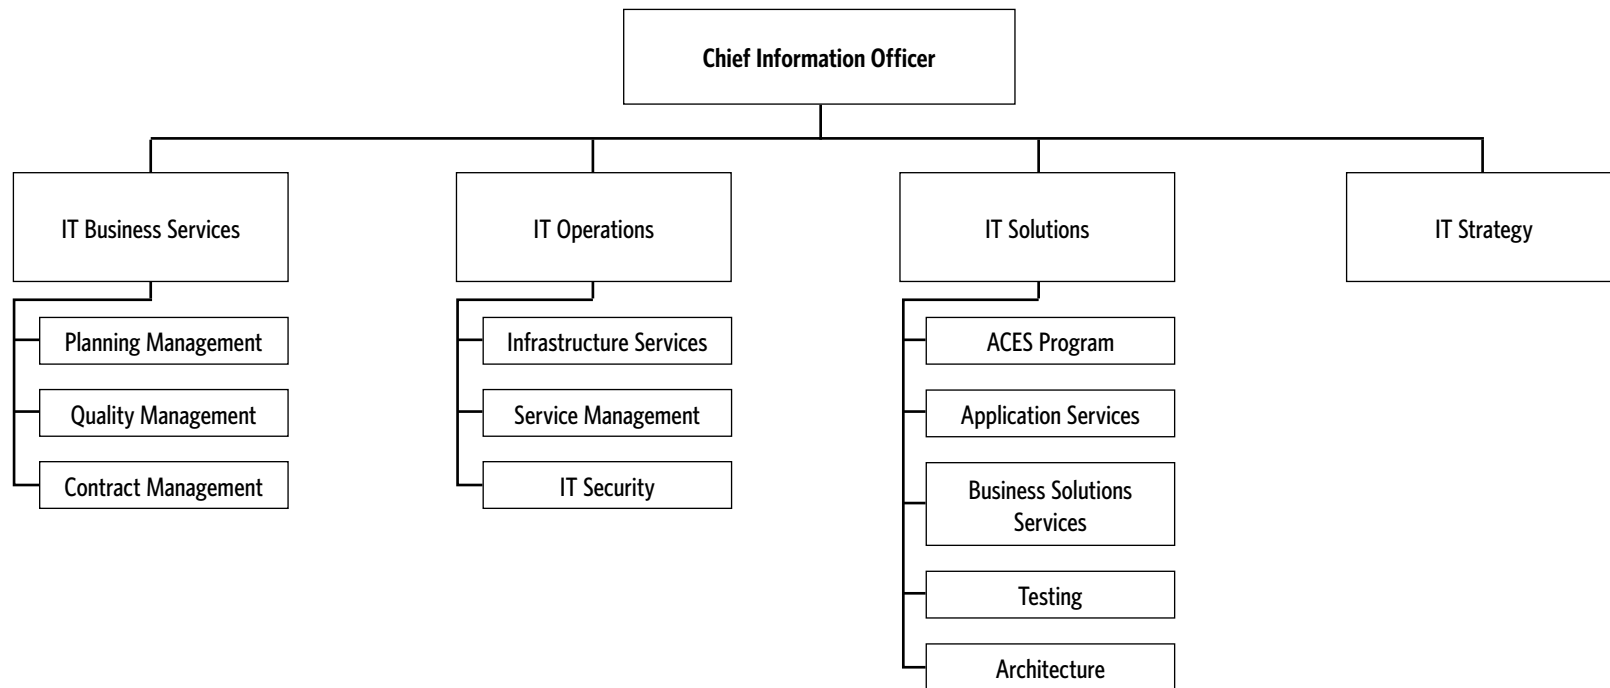 Chief Information Officer
IT Business Services
IT Operations
IT Solutions
IT Strategy
Planning Management
Quality Management
Contract Management
Infrastructure Services
Service Management
IT Security
ACES Program
Application Services
Business Solutions
Services
Testing
Architecture